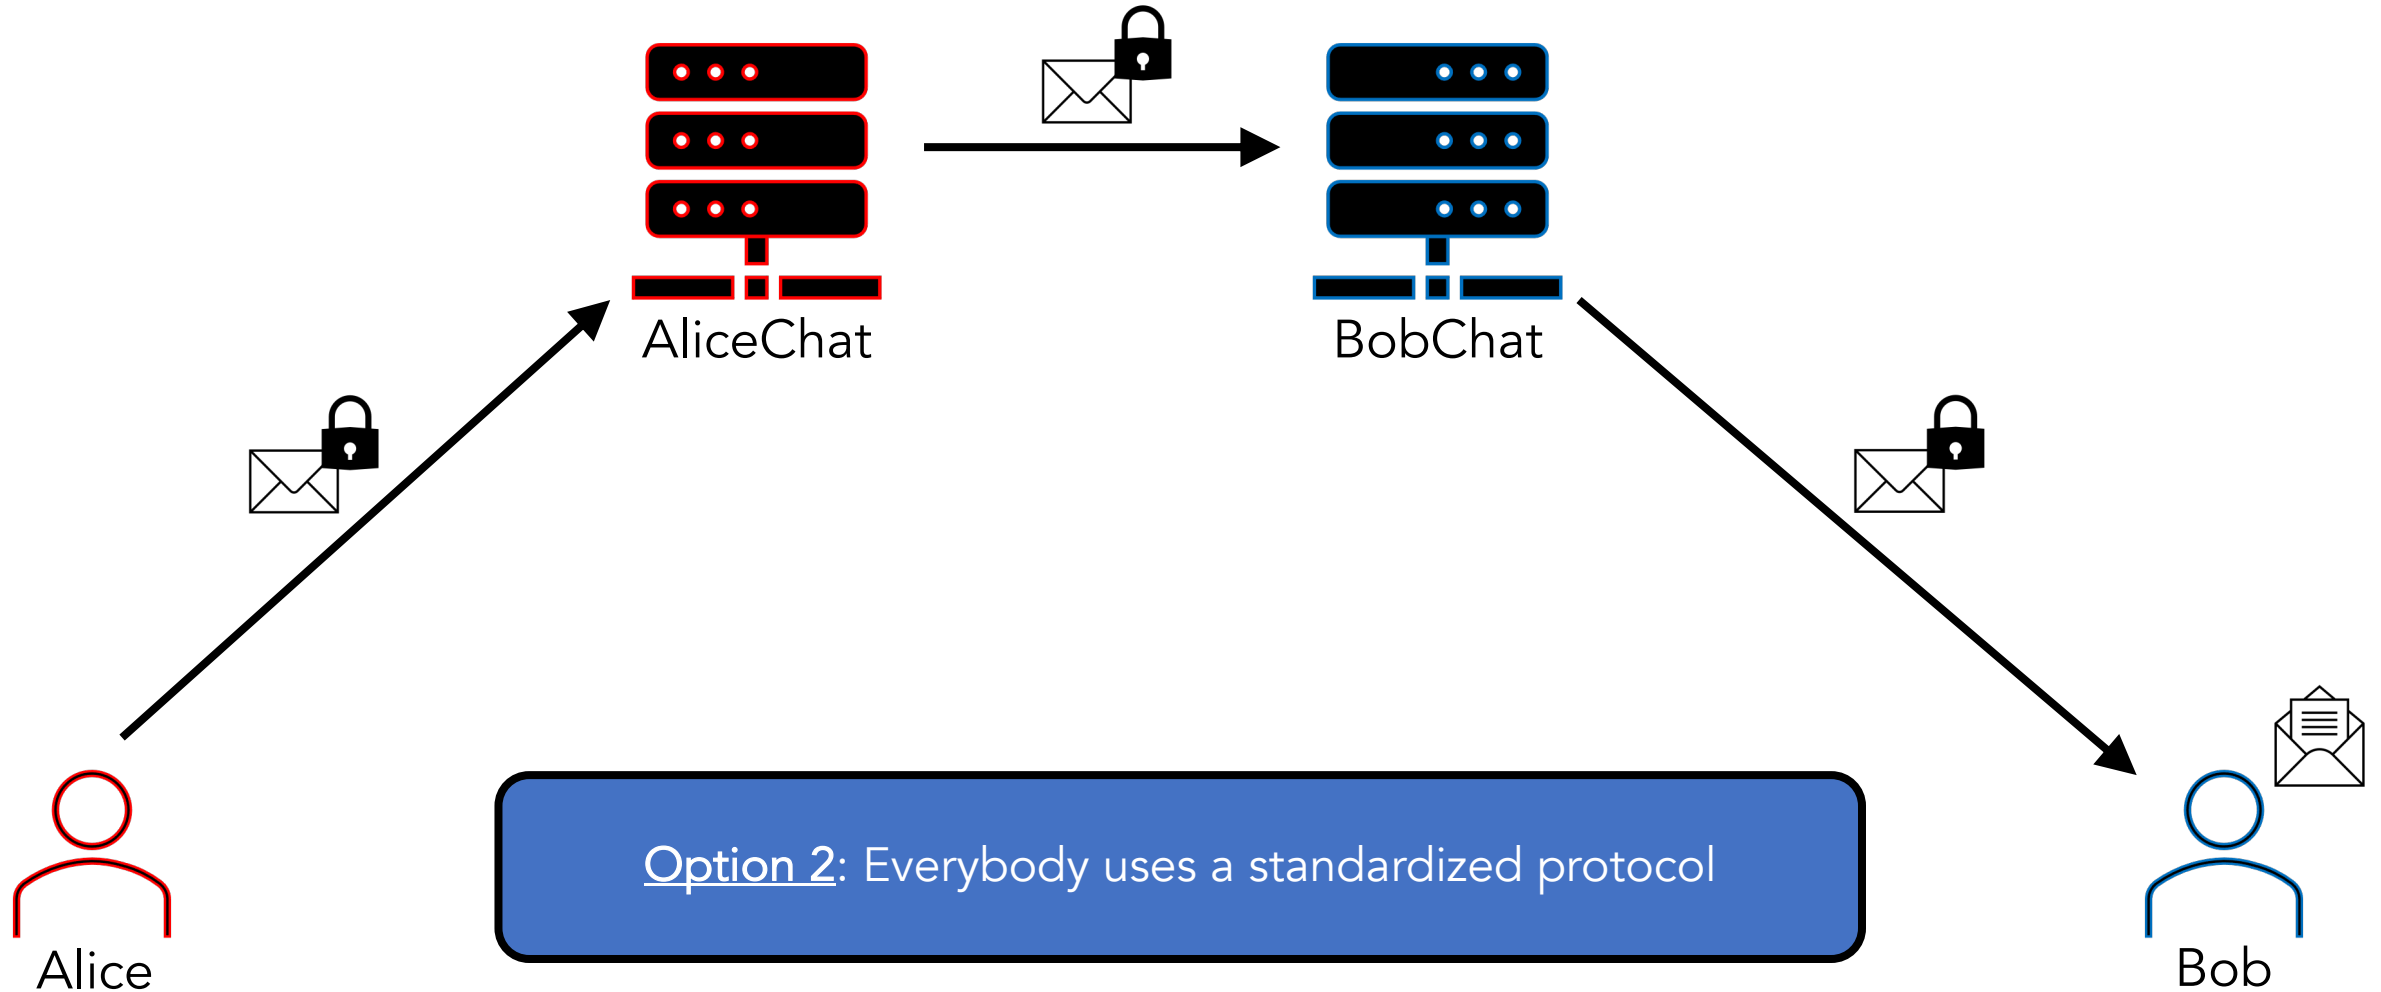 AliceChat
BobChat
Option 2: Everybody uses a standardized protocol
Alice
Bob